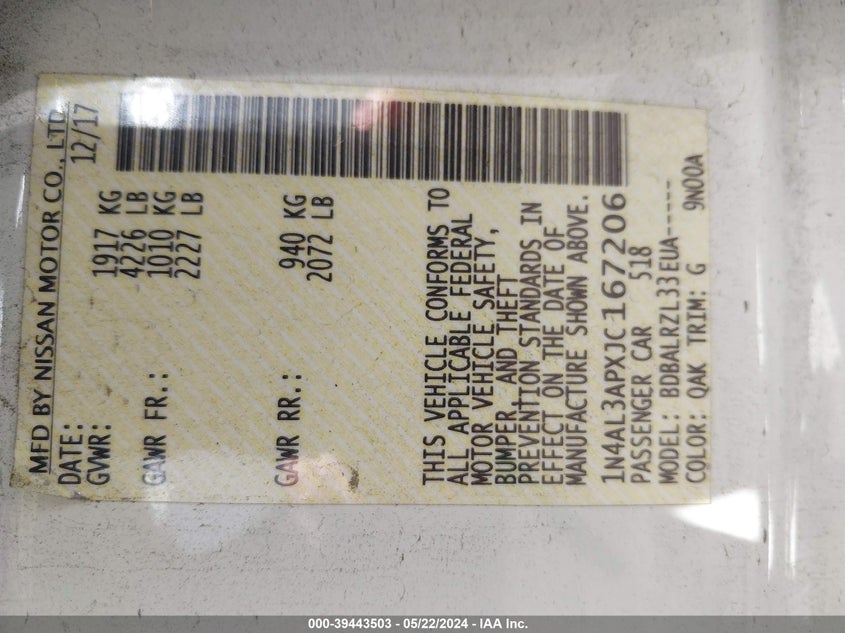 MFD BY NISSAN MOTOR CO., LTD.
DATE: 12/17
GVWR: 1917 KG
4226 LB
GAWR FR.: 1010 KG
2227 LB
GAWR RR.: 940 KG
2072 LB
THIS VEHICLE CONFORMS TO
ALL APPLICABLE FEDERAL
MOTOR VEHICLE SAFETY,
BUMPER, AND THEFT
PREVENTION STANDARDS IN
EFFECT ON THE DATE OF
MANUFACTURE SHOWN ABOVE.
1N4AL3APXJC167206
PASSENGER CAR 518
MODEL: BDBALRZL33EUA-----
COLOR: QAK TRIM: G 9N00A
000-39443503 - 05/22/2024 - IAA Inc.